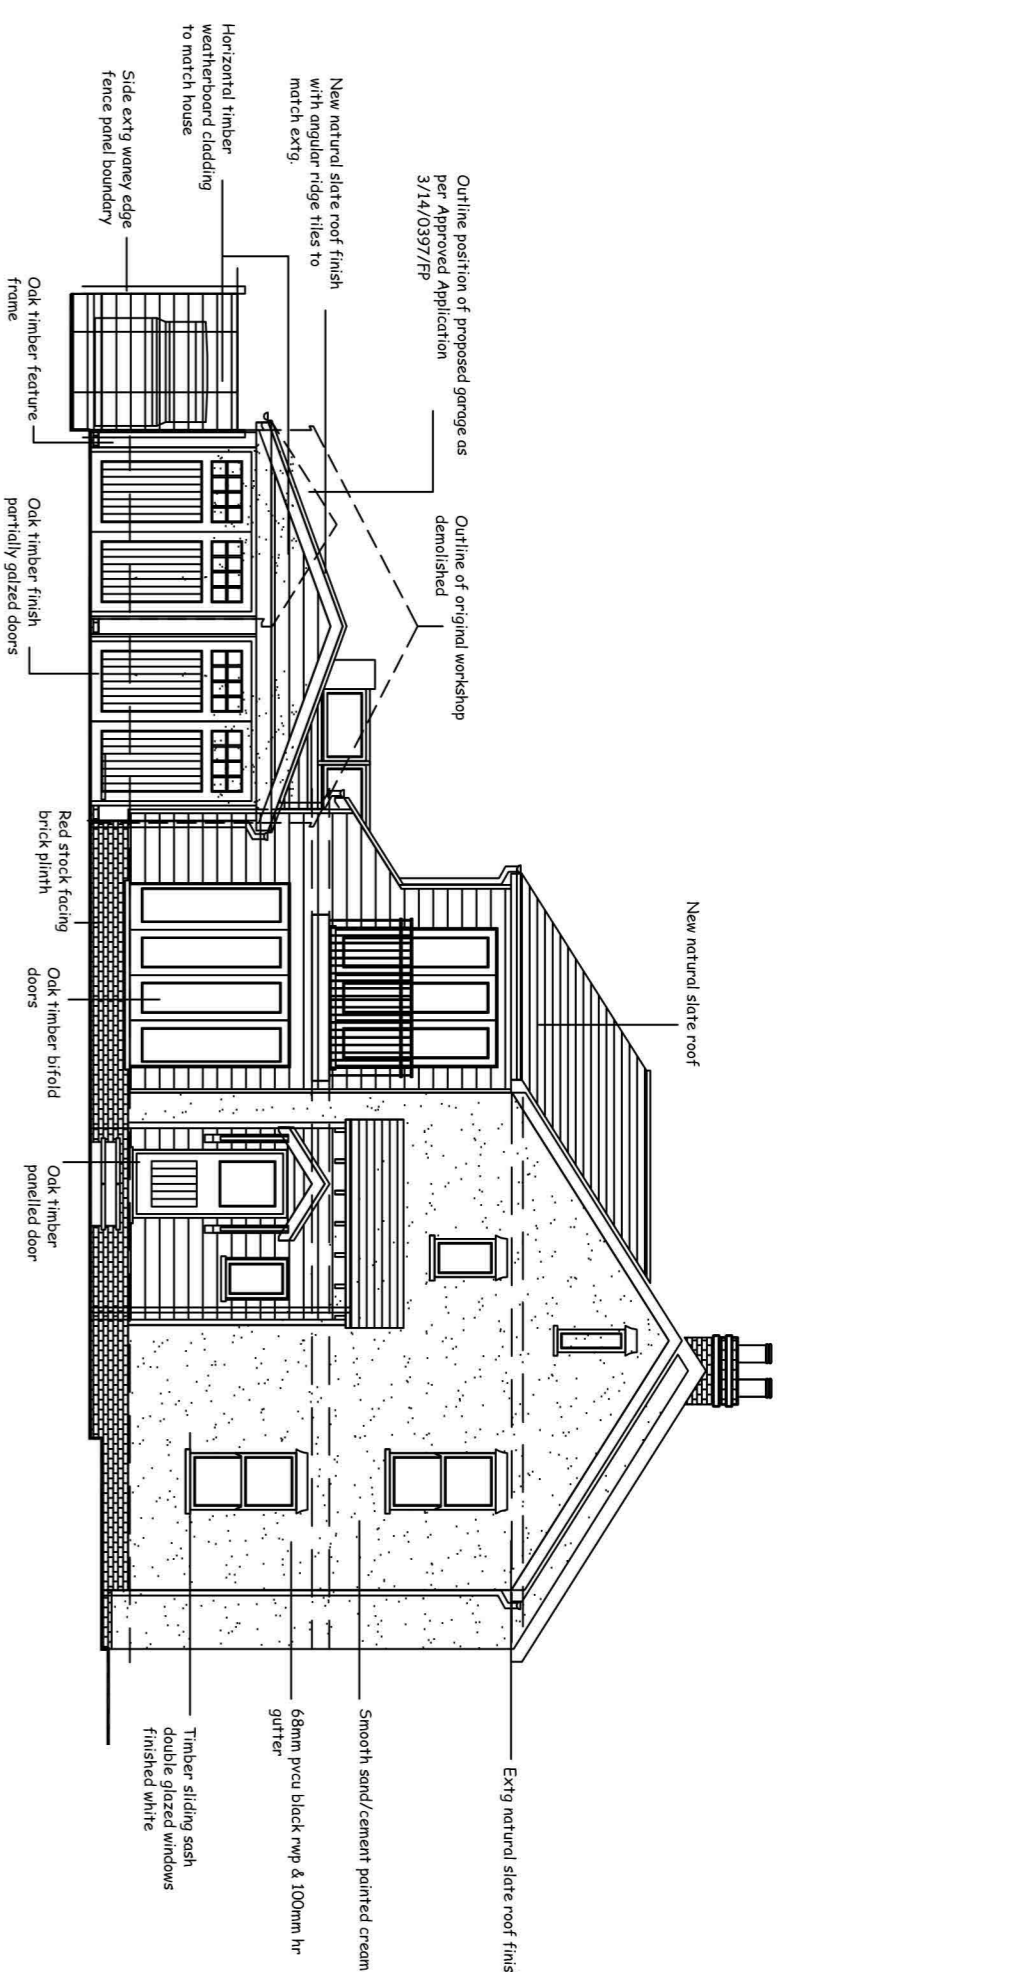 New natural slate roof
Outline position of proposed garage as
per Approved Application
3/14/0397/FP
Outline of original workshop
demolished
New natural slate roof finish
with angular ridge tiles to
match extg.
Horizontal timber
weatherboard cladding
to match house
Side extg waney edge
fence panel boundary
Oak timber feature
frame
Oak timber finish
partially galzed doors
Red stock facing
brick plinth
Oak timber bifold
doors
Oak timber
panelled door
Extg natural slate roof finis
Smooth sand/cement painted cream
68mm pvcu black rwp & 100mm hr
gutter
Timber sliding sash
double glazed windows
finished white